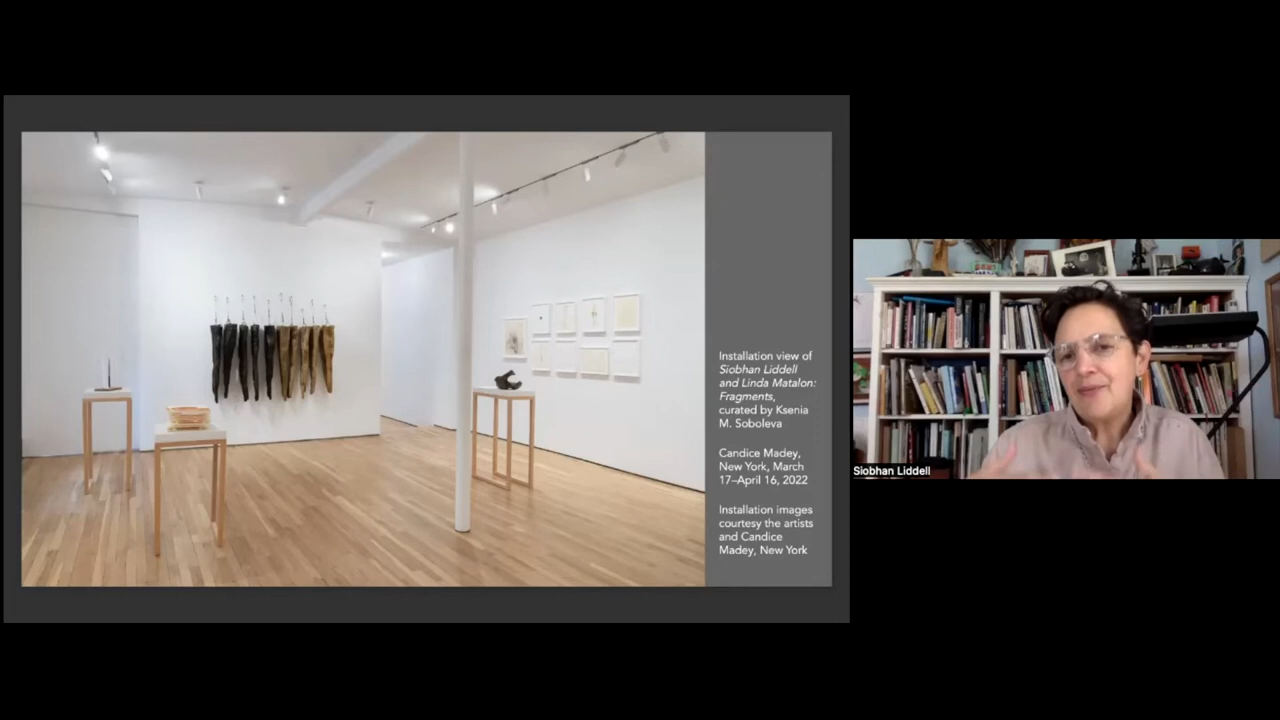 Installation view of
Siobhan Liddell
and Linda Matalon:
Fragments,
curated by Ksenia
M. Soboleva
Candice Madey,
New York, March
17–April 16, 2022
Installation images
courtesy the artists
and Candice
Madey, New York
Siobhan Liddell